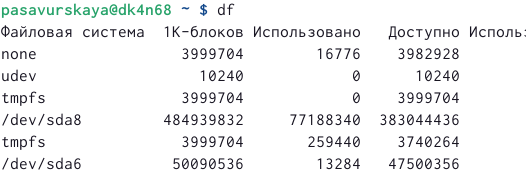 pasavurskaya@dk4n68 ~ $ df
Файловая система 1K-блоков Использовано Доступно Использ
none 3999704 16776 3982928
udev 10240 0 10240
tmpfs 3999704 0 3999704
/dev/sda8 484939832 77188340 383044436
tmpfs 3999704 259440 3740264
/dev/sda6 50090536 13284 47500356